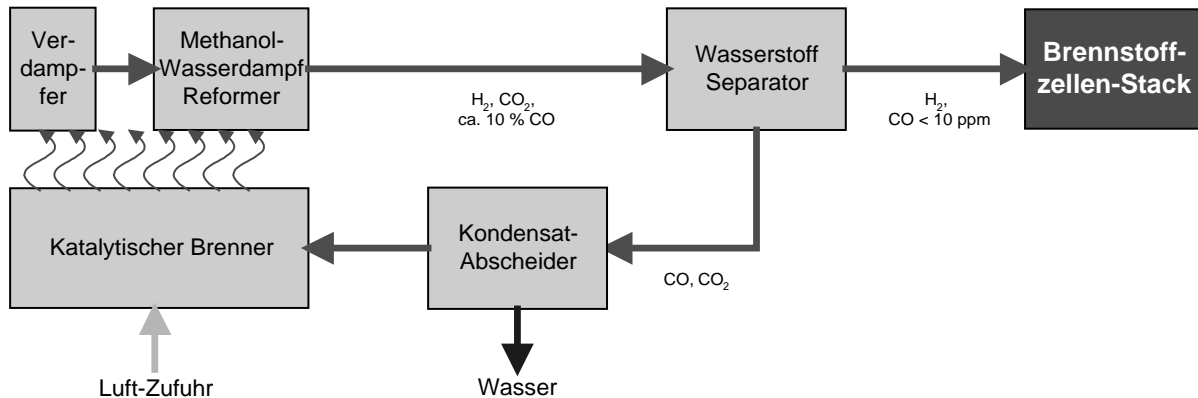 Ver-
dampfer
fer
Methanol-
Wasserdampf
Reformer
H2, CO2,
ca. 10 % CO
Wasserstoff
Separator
H2,
CO < 10 ppm
Brennstoff-
zellen-Stack
Katalytischer Brenner
Kondensat-
Abscheider
CO, CO2
Luft-Zufuhr
Wasser